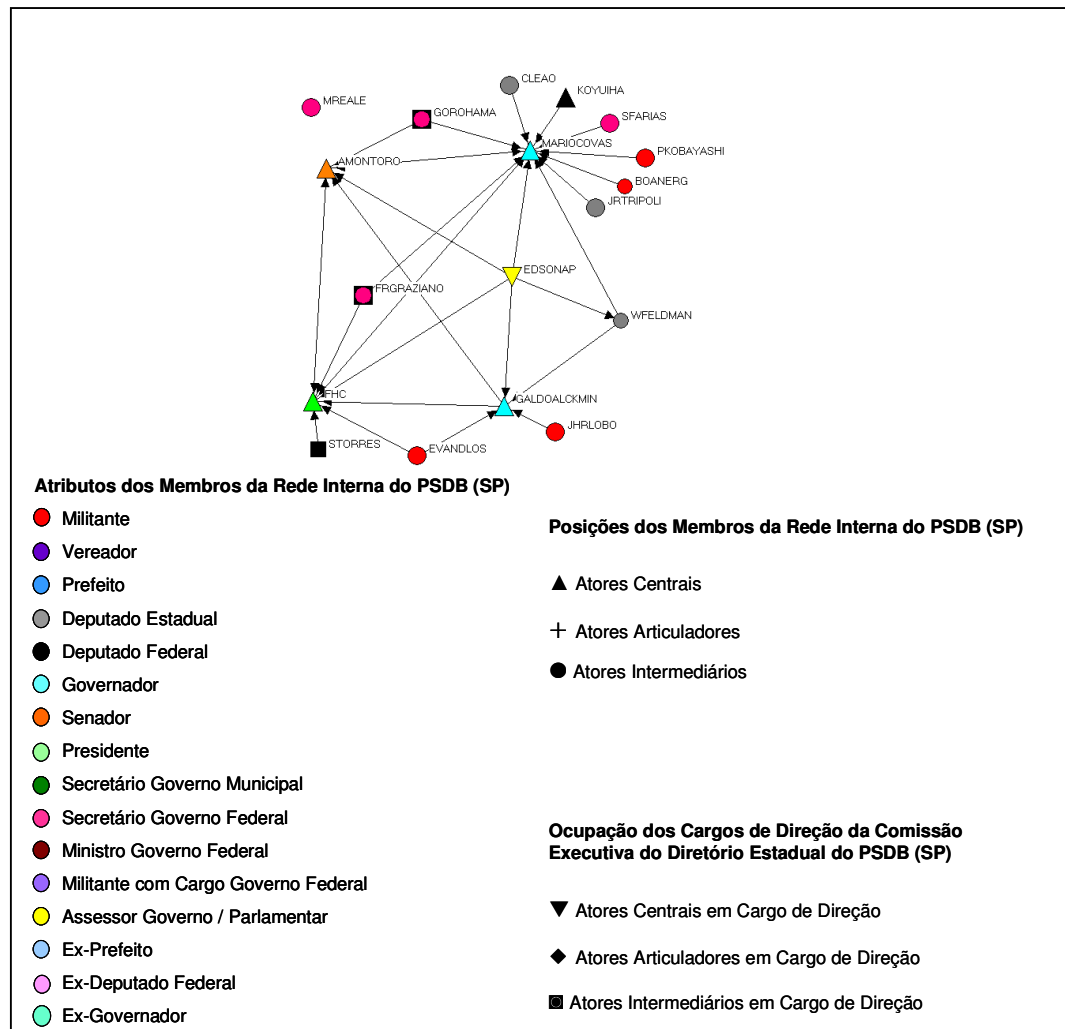 CLEAO
KOYUIHA
MREALE
GOROHAMA
SFARIAS
MARIOCOVAS
PKOBAYASHI
AMONTORO
BOANERG
JRTRIPOLI
EDSONAP
FRGRAZIANO
WFELDMAN
FHC
GALDOALCKMIN
JHRLOBO
STORRES
EVANDLOS
Atributos dos Membros da Rede Interna do PSDB (SP)
Militante
Vereador
Prefeito
Deputado Estadual
Deputado Federal
Governador
Senador
Presidente
Secretário Governo Municipal
Secretário Governo Federal
Ministro Governo Federal
Militante com Cargo Governo Federal
Assessor Governo / Parlamentar
Ex-Prefeito
Ex-Deputado Federal
Ex-Governador
Posições dos Membros da Rede Interna do PSDB (SP)
Atores Centrais
Atores Articuladores
Atores Intermediários
Ocupação dos Cargos de Direção da Comissão
Executiva do Diretório Estadual do PSDB (SP)
Atores Centrais em Cargo de Direção
Atores Articuladores em Cargo de Direção
Atores Intermediários em Cargo de Direção